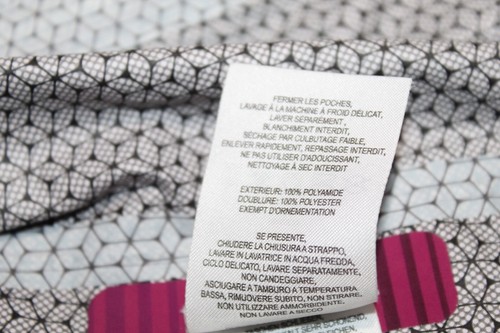 FERMER LES POCHES,
LAVAGE À LA MACHINE À FROID DÉLICAT,
LAVER SEPAREMENT,
BLANCHIMENT INTERDIT,
SECHAGE PAR CULBUTAGE FAIBLE,
ENLEVER RAPIDEMENT, REPASSAGE INTERDIT,
NE PAS UTILISER D'ADOUCISSANT,
NETTOYAGE À SEC INTERDIT
EXTERIEUR: 100% POLYAMIDE
DOUBLURE: 100% POLYESTER
EXEMPT D'ORNEMENTATION
SE PRESENTE,
CHIUDERE LA CHIUSURA A STRAPPO,
LAVARE IN LAVATRICE IN ACQUA FREDDA,
CICLO DELICATO, LAVARE SEPARATAMENTE,
NON CANDEGGIARE,
ASCIUGARE A TAMBURO A TEMPERATURA
BASSA, RIMUOVERE SUBITO, NON STIRARE,
NON UTILIZZARE AMMORBIDENTE,
NON LAVARE A SECCO